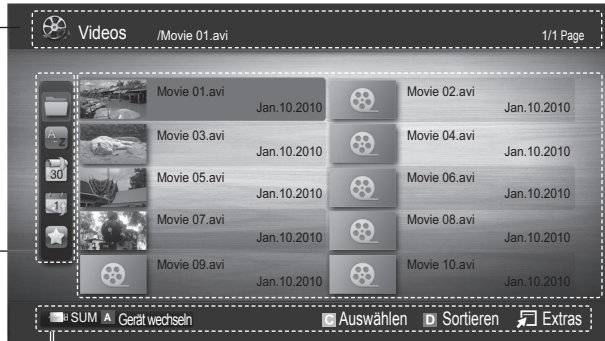 Videos /Movie 01.avi 1/1 Page
Movie 01.avi Movie 02.avi
Jan.10.2010 Jan.10.2010
A Z
Movie 03.avi Movie 04.avi
Jan.10.2010 Jan.10.2010
30
Movie 05.avi Movie 06.avi
Jan.10.2010 Jan.10.2010
1
Movie 07.avi Movie 08.avi
Jan.10.2010 Jan.10.2010
Movie 09.avi Movie 10.avi
Jan.10.2010 Jan.10.2010
SUM A Gerät wechseln C Auswählen D Sortieren Extras